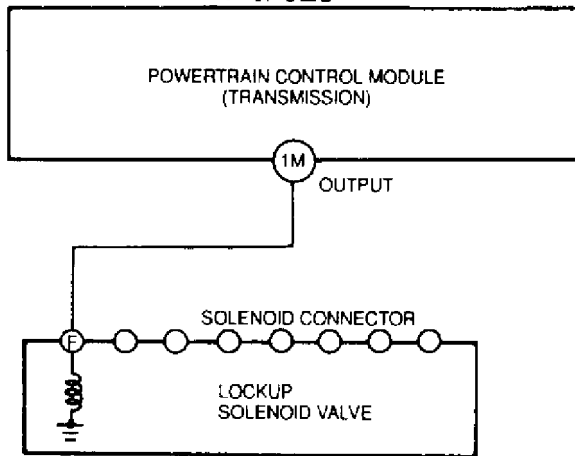 POWERTRAIN CONTROL MODULE
(TRANSMISSION)
1M
OUTPUT
SOLENOID CONNECTOR
F
LOCKUP
SOLENOID VALVE